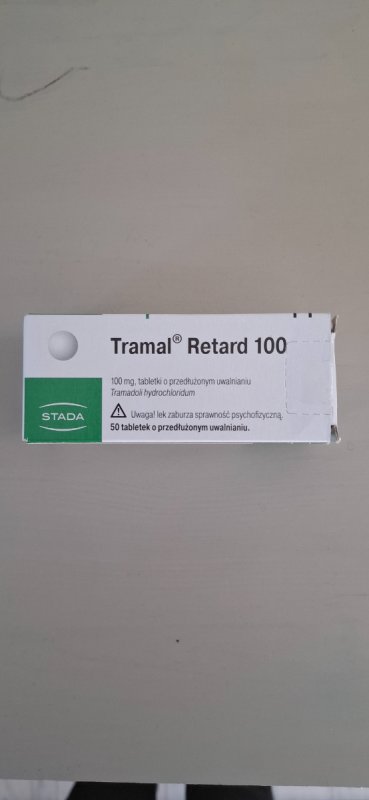 Tramal® Retard 100
100 mg, tabletki o przedłużonym uwalnianiu
Tramadoli hydrochloridum
Uwaga! lek zaburza sprawność psychofizyczną.
50 tabletek o przedłużonym uwalnianiu.
STADA